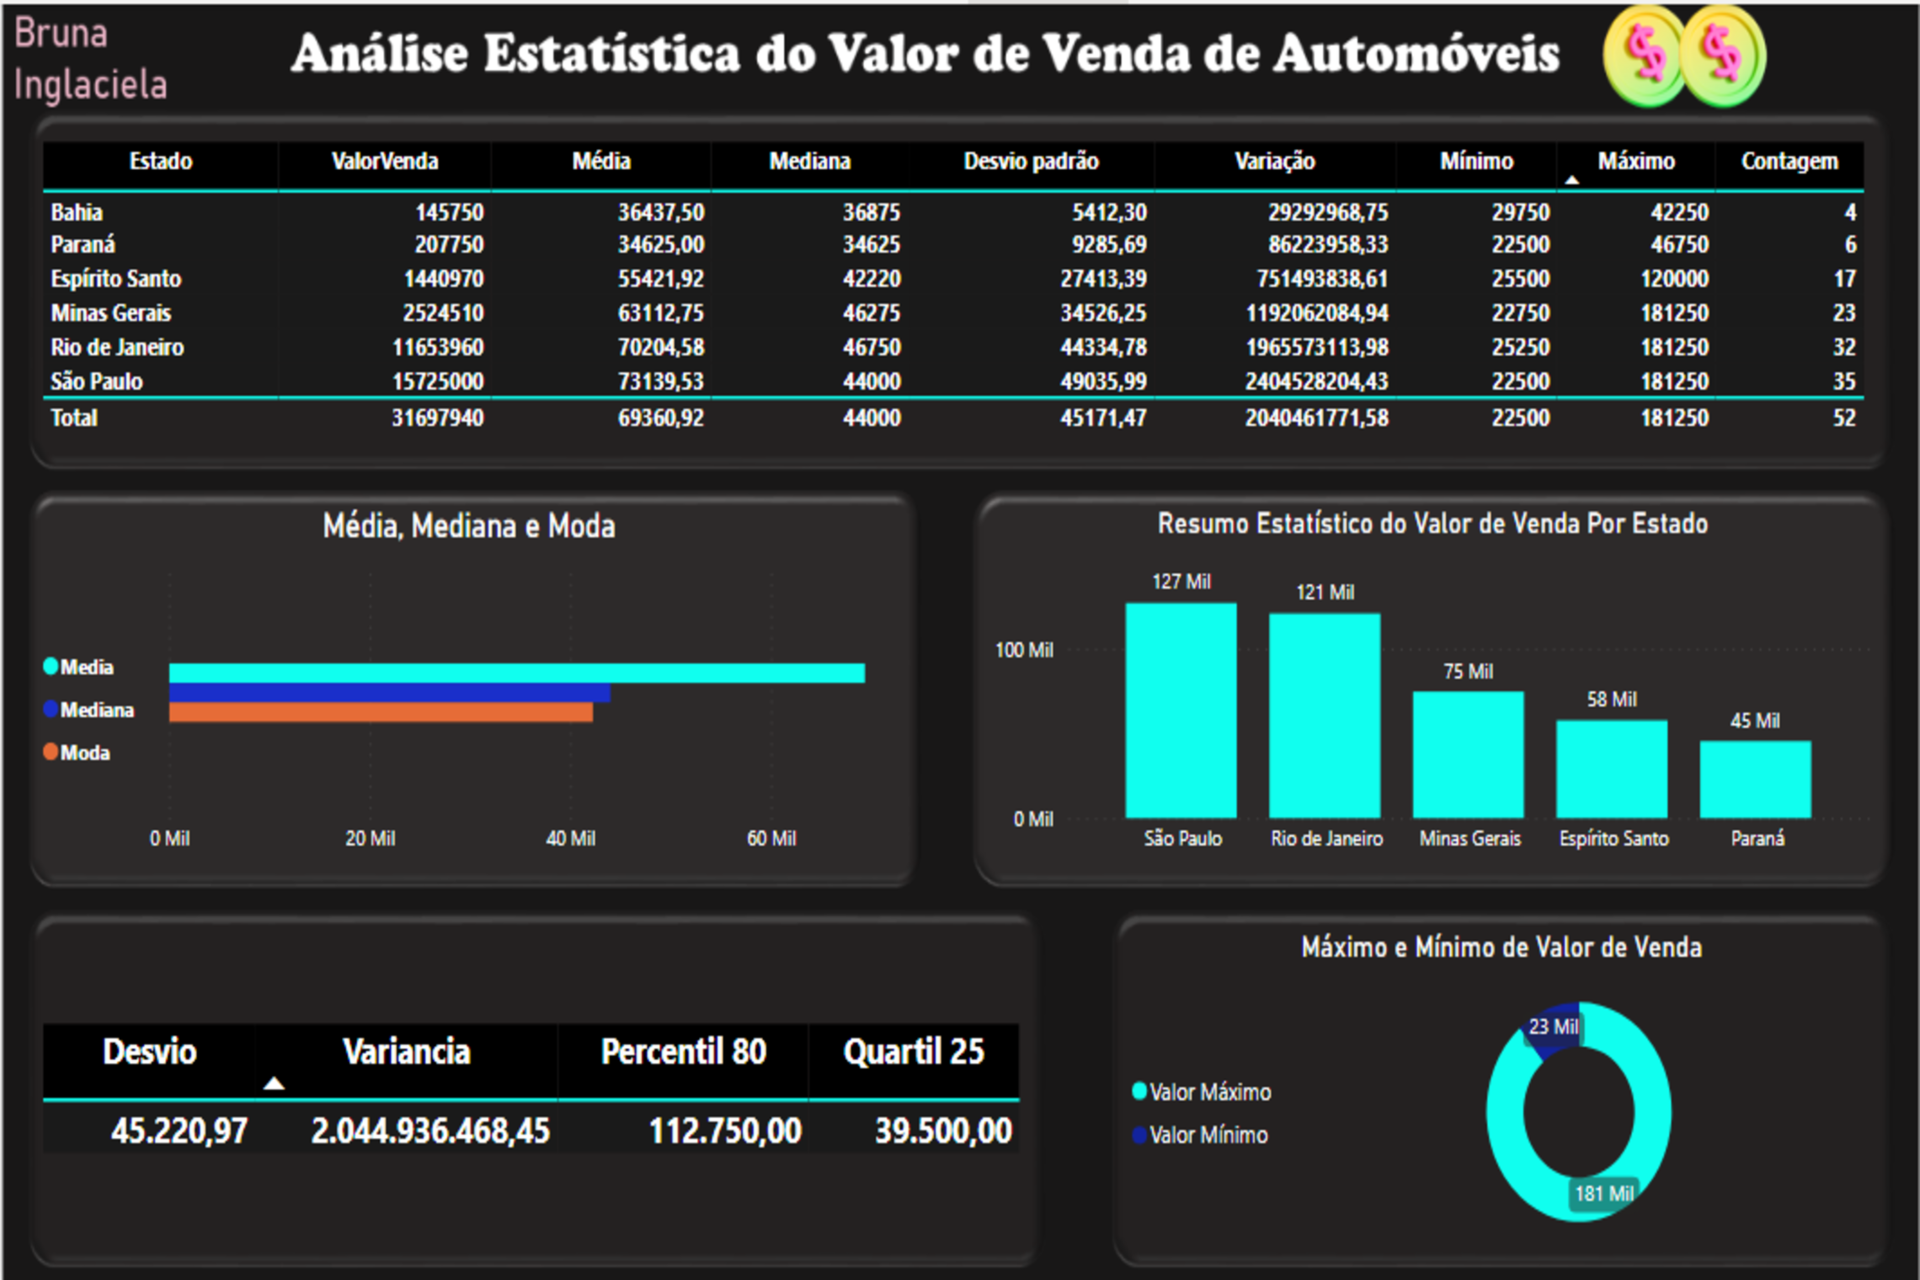 Bruna
Inglaciela
Análise Estatística do Valor de Venda de Automóveis
Estado ValorVenda Média Mediana Desvio padrão Variação Mínimo Máximo Contagem
Bahia 145750 36437,50 36875 5412,30 29292968,75 29750 42250 4
Paraná 207750 34625,00 34625 9285,69 86223958,33 22500 46750 6
Espírito Santo 1440970 55421,92 42220 27413,39 751493838,61 25500 120000 17
Minas Gerais 2524510 63112,75 46275 34526,25 1192062084,94 22750 181250 23
Rio de Janeiro 11653960 70204,58 46750 44334,78 1965573113,98 25250 181250 32
São Paulo 15725000 73139,53 44000 49035,99 2404528204,43 22500 181250 35
Total 31697940 69360,92 44000 45171,47 2040461771,58 22500 181250 52
Média, Mediana e Moda
Media
Mediana
Moda
0 Mil 20 Mil 40 Mil 60 Mil
Resumo Estatístico do Valor de Venda Por Estado
127 Mil
121 Mil
75 Mil
58 Mil
45 Mil
100 Mil
0 Mil
São Paulo Rio de Janeiro Minas Gerais Espírito Santo Paraná
Desvio Variancia Percentil 80 Quartil 25
45.220,97 2.044.936.468,45 112.750,00 39.500,00
Máximo e Mínimo de Valor de Venda
23 Mil
Valor Máximo
Valor Mínimo
181 Mil